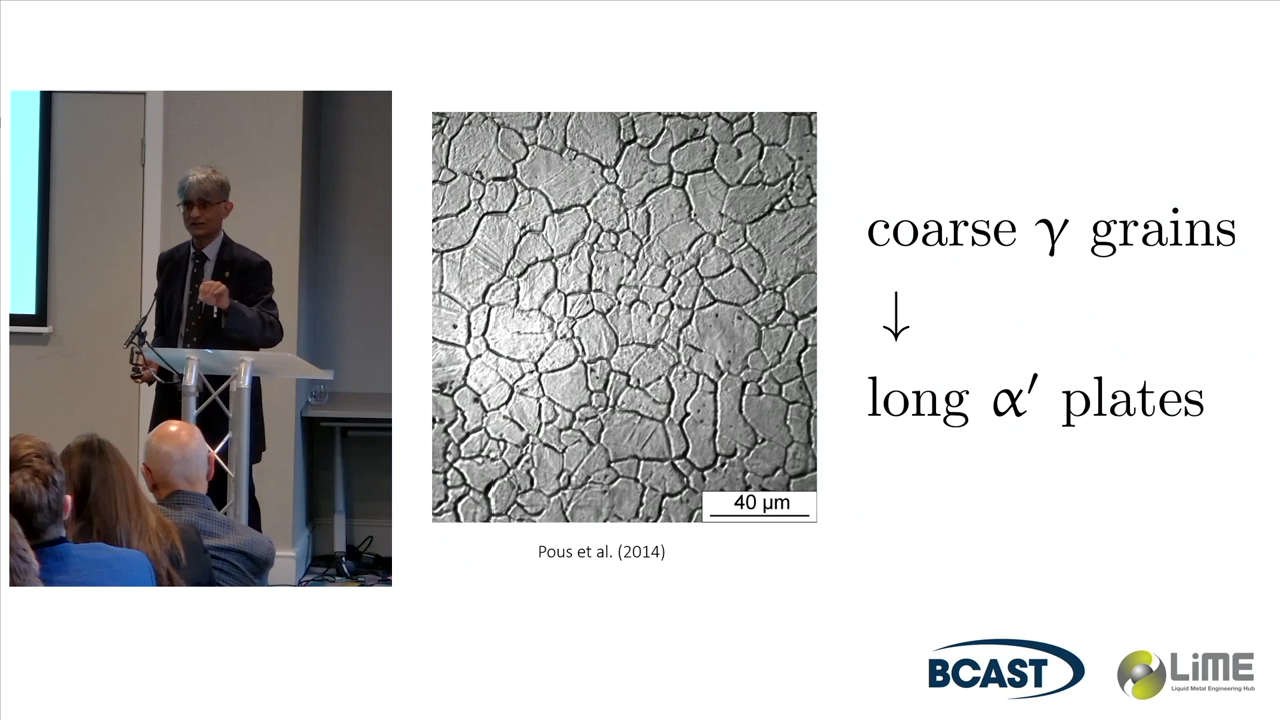 coarse γ grains
↓
long α′ plates
40 µm
Pous et al. (2014)
BCAST
LiME
Liquid Metal Engineering Hub